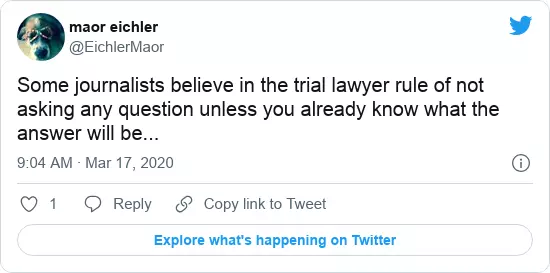 maor eichler
@EichlerMaor
Some journalists believe in the trial lawyer rule of not
asking any question unless you already know what the
answer will be...
9:04 AM · Mar 17, 2020
1 Reply Copy link to Tweet
Explore what's happening on Twitter